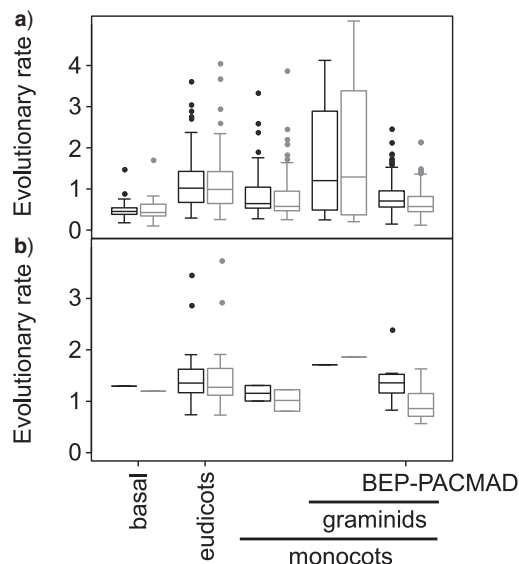 a)
Evolutionary rate
4
3
2
1
0
b)
Evolutionary rate
3
2
1
0
basal
eudicots
BEP-PACMAD
graminids
monocots